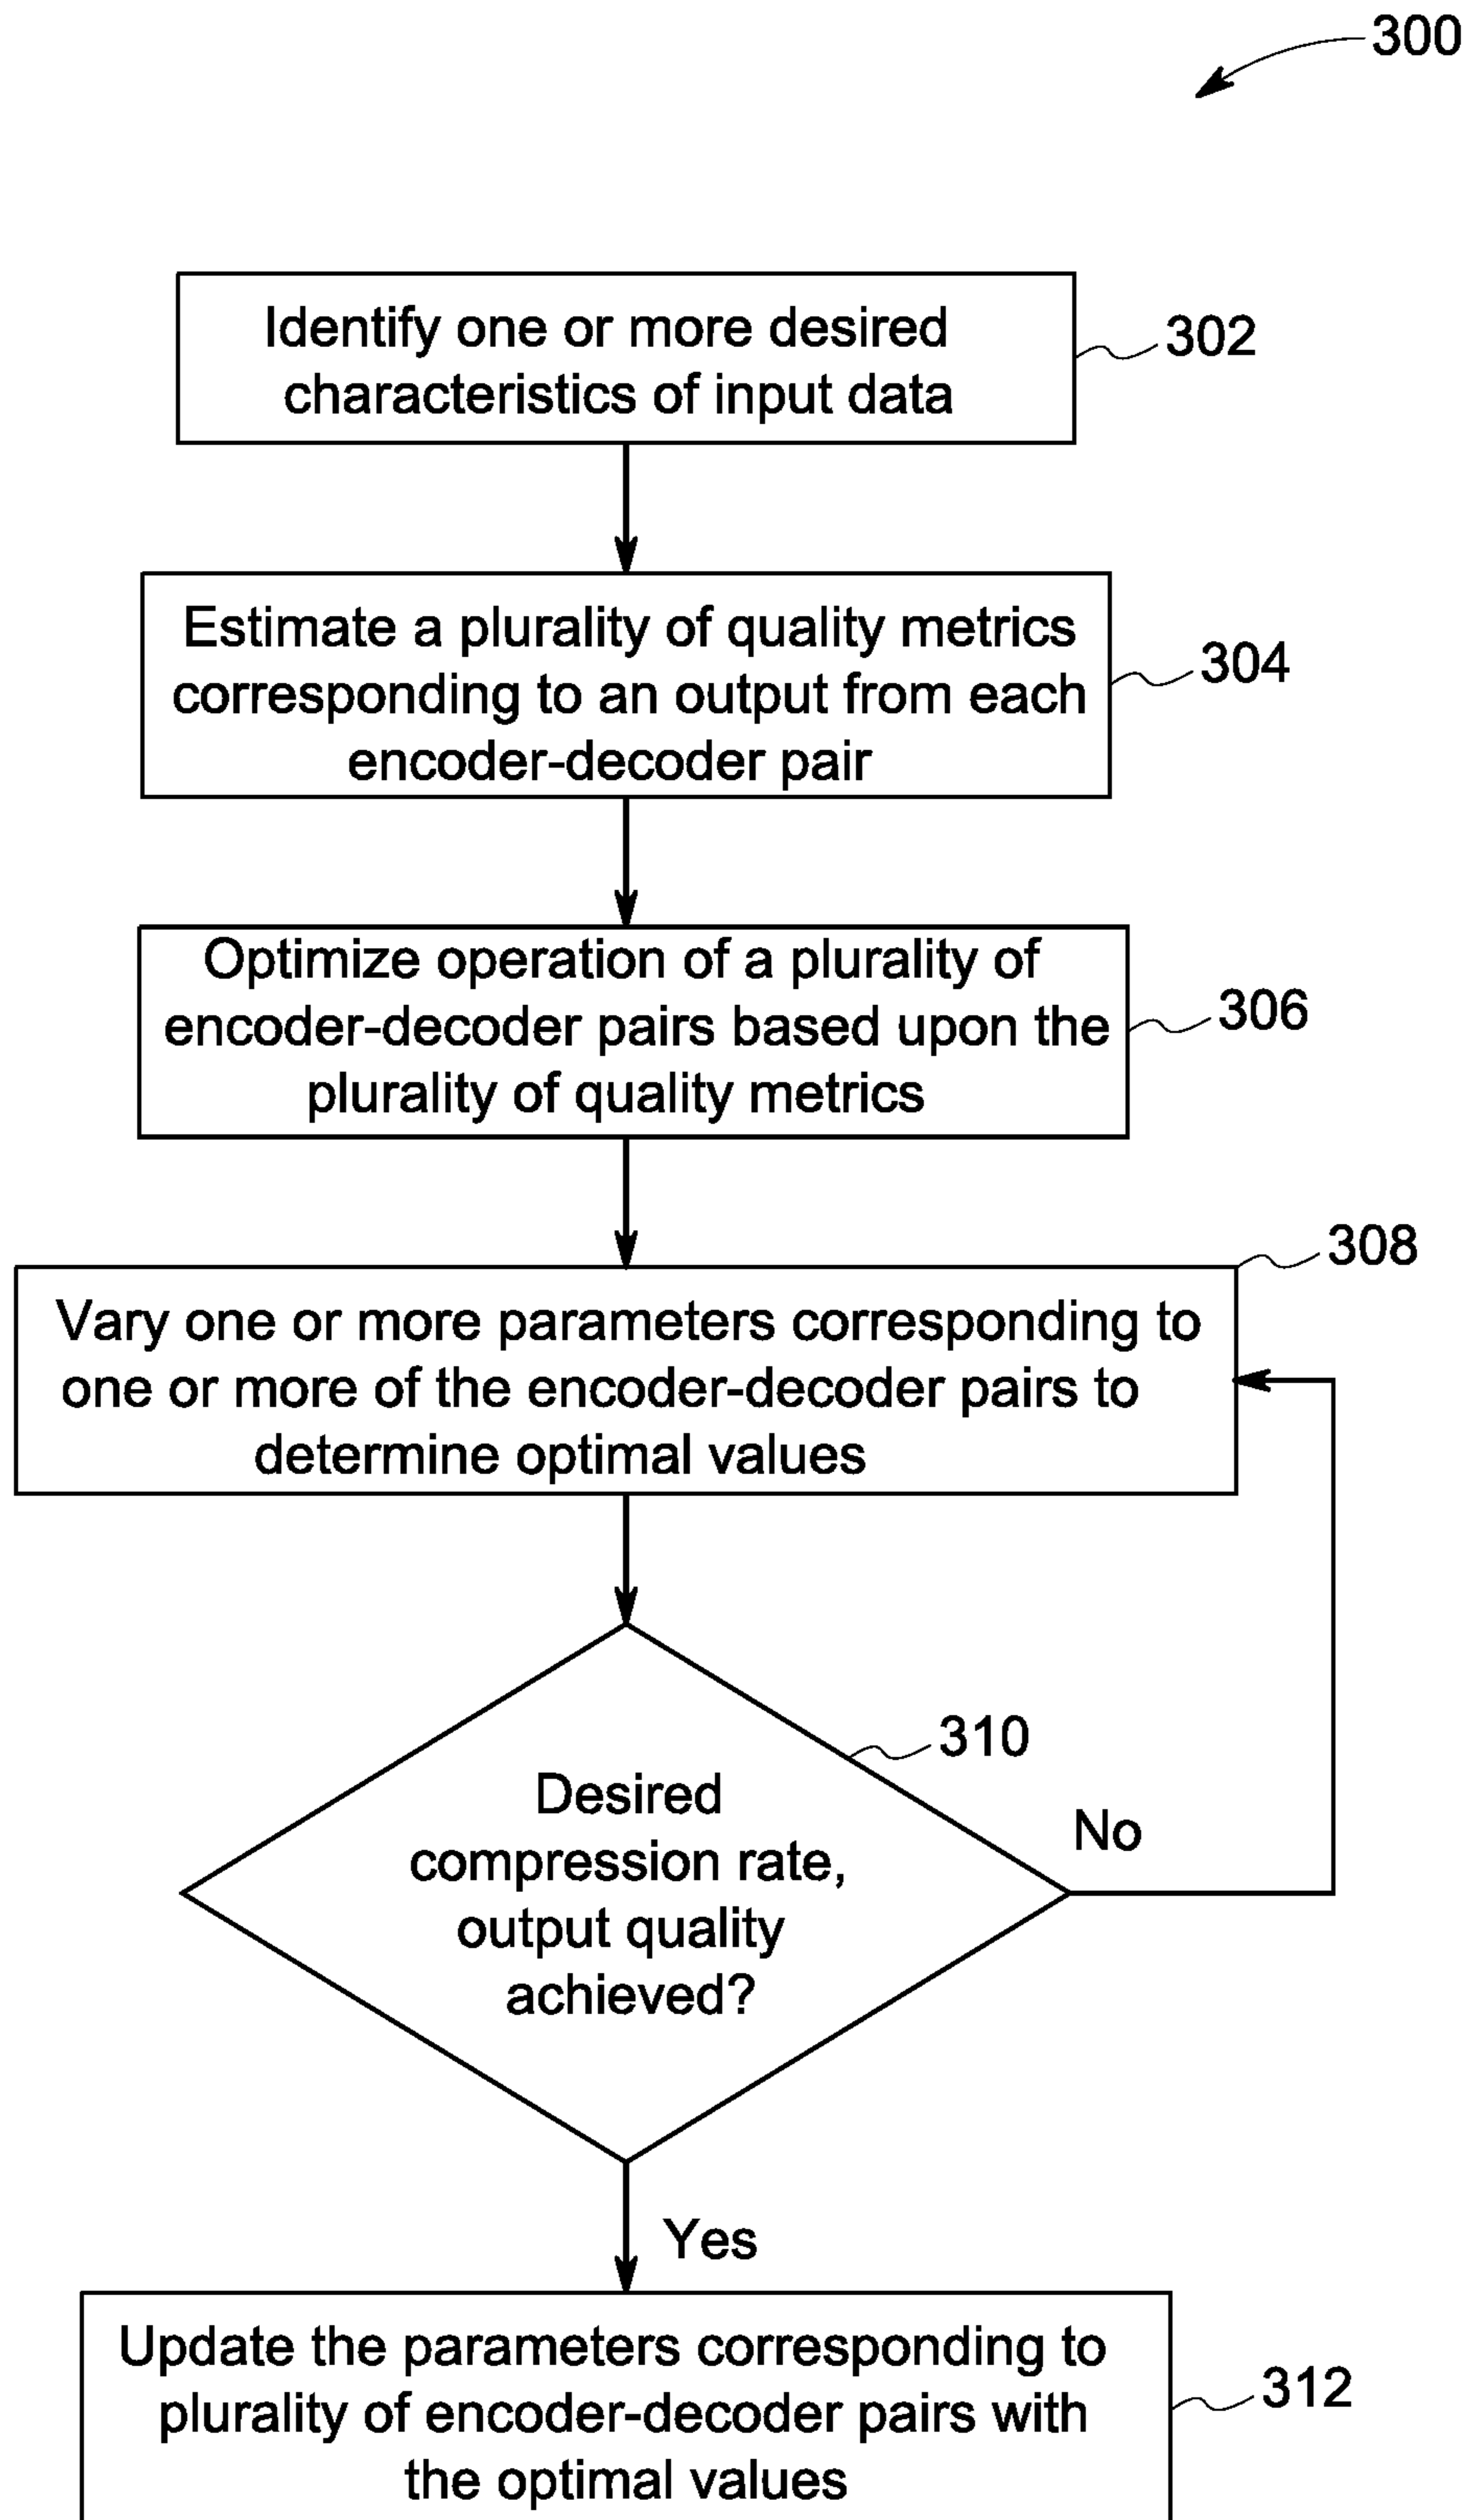 300
Identify one or more desired
characteristics of input data
302
Estimate a plurality of quality metrics
corresponding to an output from each
encoder-decoder pair
304
Optimize operation of a plurality of
encoder-decoder pairs based upon the
plurality of quality metrics
306
308
Vary one or more parameters corresponding to
one or more of the encoder-decoder pairs to
determine optimal values
310
Desired
compression rate,
output quality
achieved?
No
Yes
Update the parameters corresponding to
plurality of encoder-decoder pairs with
the optimal values
312